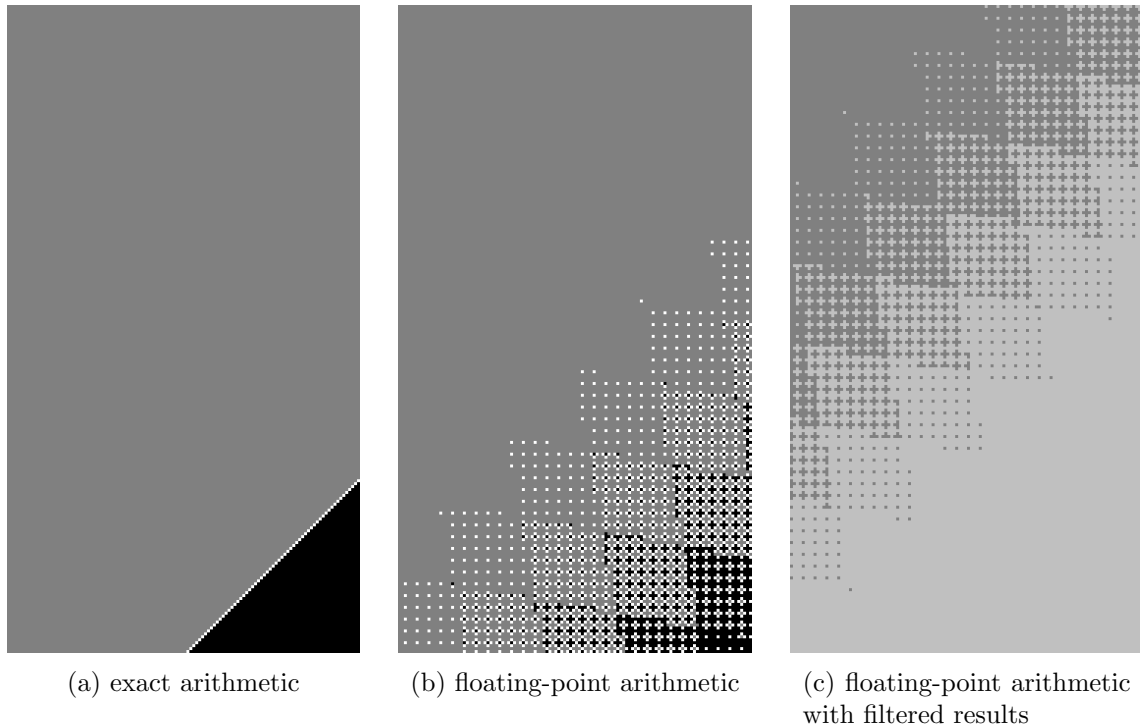 (a) exact arithmetic
(b) floating-point arithmetic
(c) floating-point arithmetic
with filtered results